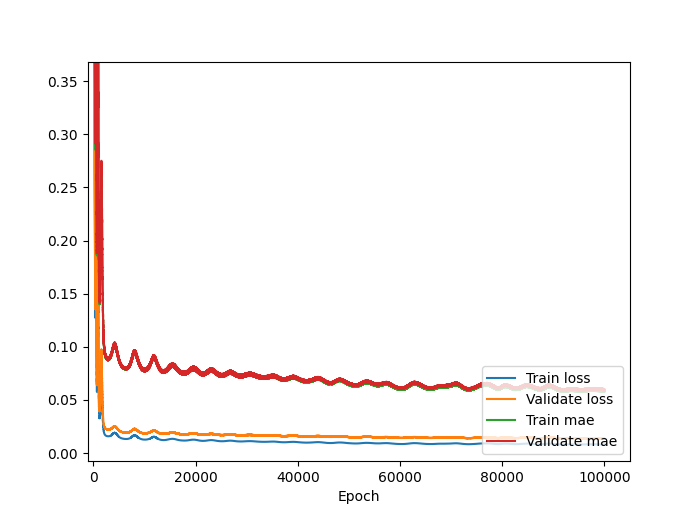 0.35
0.30
0.25
0.20
0.15
0.10
0.05
0.00
Train loss
Validate loss
Train mae
Validate mae
0 20000 40000 60000 80000 100000
Epoch